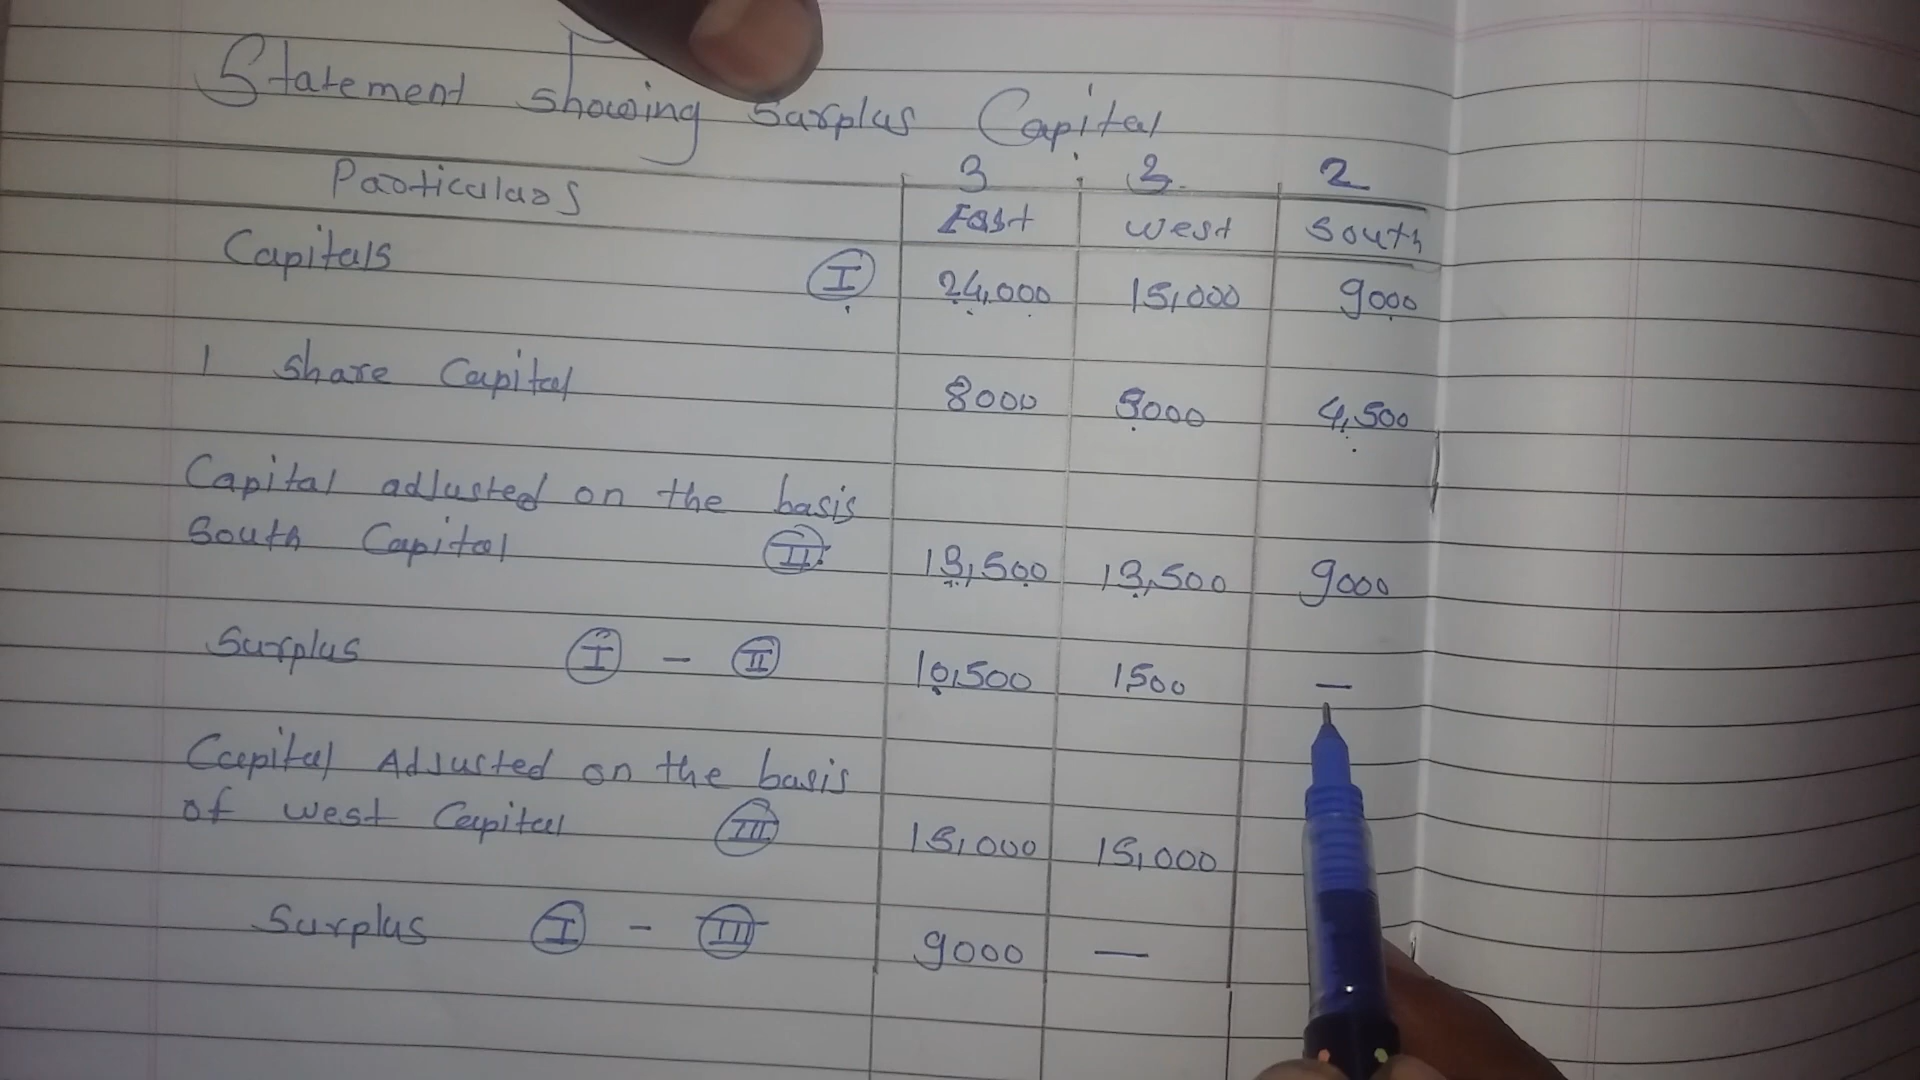 Statement showing Surplus Capital
3 : 3 2
Particulars East West South
Capitals I 24,000 15,000 9000
1 share Capital 8000 5000 4,500
Capital adjusted on the basis
South Capital II 13,500 13,500 9000
Surplus I - II 10,500 1500 —
Capital Adjusted on the basis
of west Capital III 15,000 15,000
Surplus I - III 9000 —